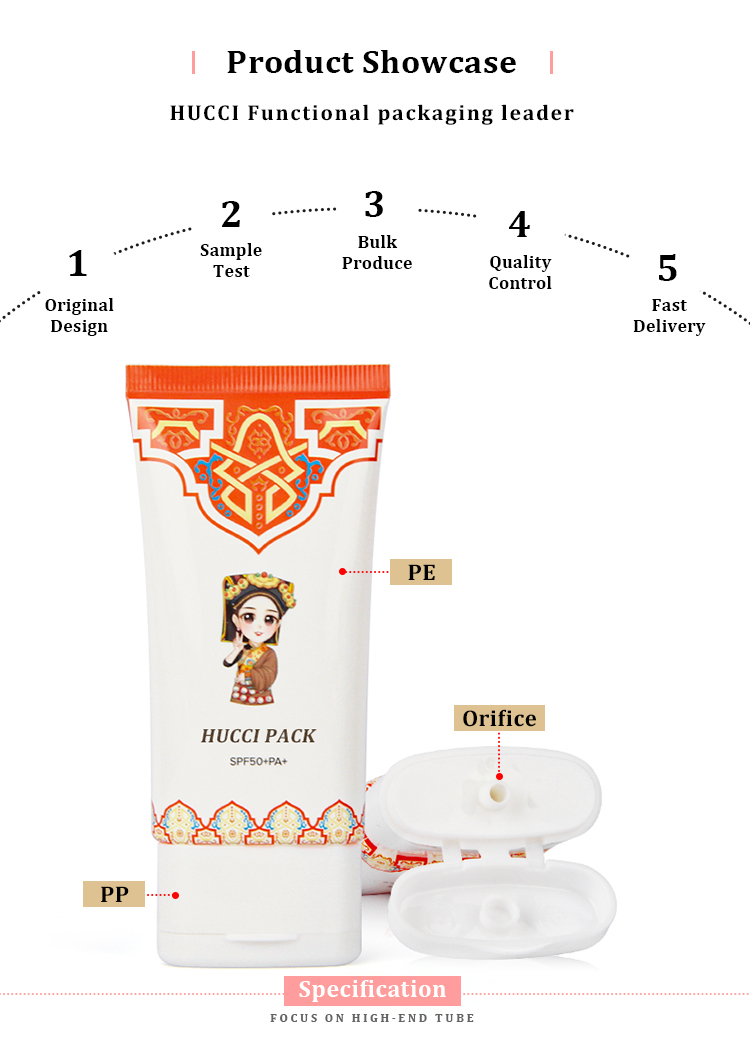 Product Showcase
HUCCI Functional packaging leader
1
Original
Design
2
Sample
Test
3
Bulk
Produce
4
Quality
Control
5
Fast
Delivery
PE
HUCCI PACK
SPF50+PA+
Orifice
PP
Specification
FOCUS ON HIGH-END TUBE